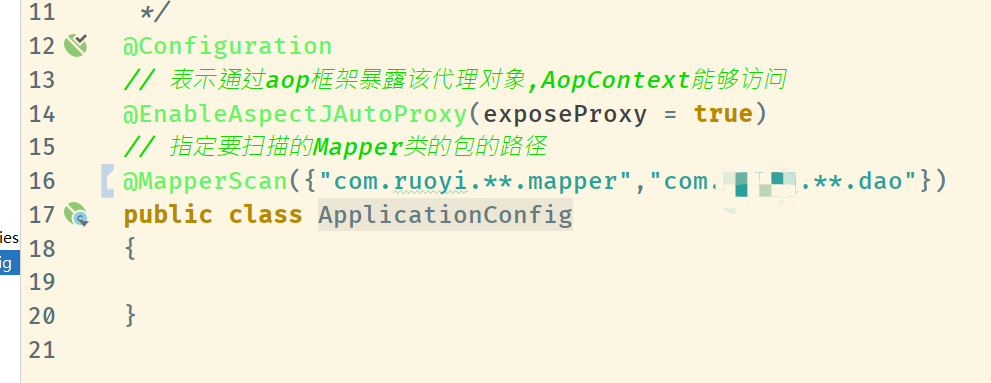 11 */
12 @Configuration
13 // 表示通过aop框架暴露该代理对象,AopContext能够访问
14 @EnableAspectJAutoProxy(exposeProxy = true)
15 // 指定要扫描的Mapper类的包的路径
ies
16 @MapperScan({"com.ruoyi.**.mapper","com. .**.dao"})
17 public class ApplicationConfig
18 {
ig
19
20 }
21